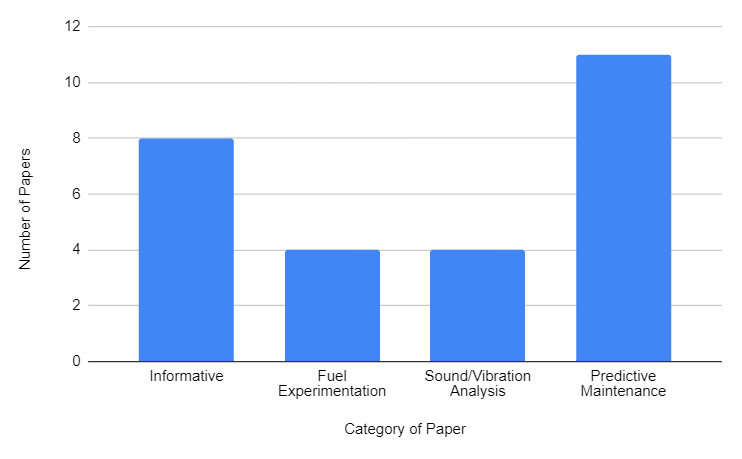 12
10
8
6
4
2
0
Number of Papers
Informative
Fuel
Experimentation
Sound/Vibration
Analysis
Predictive
Maintenance
Category of Paper